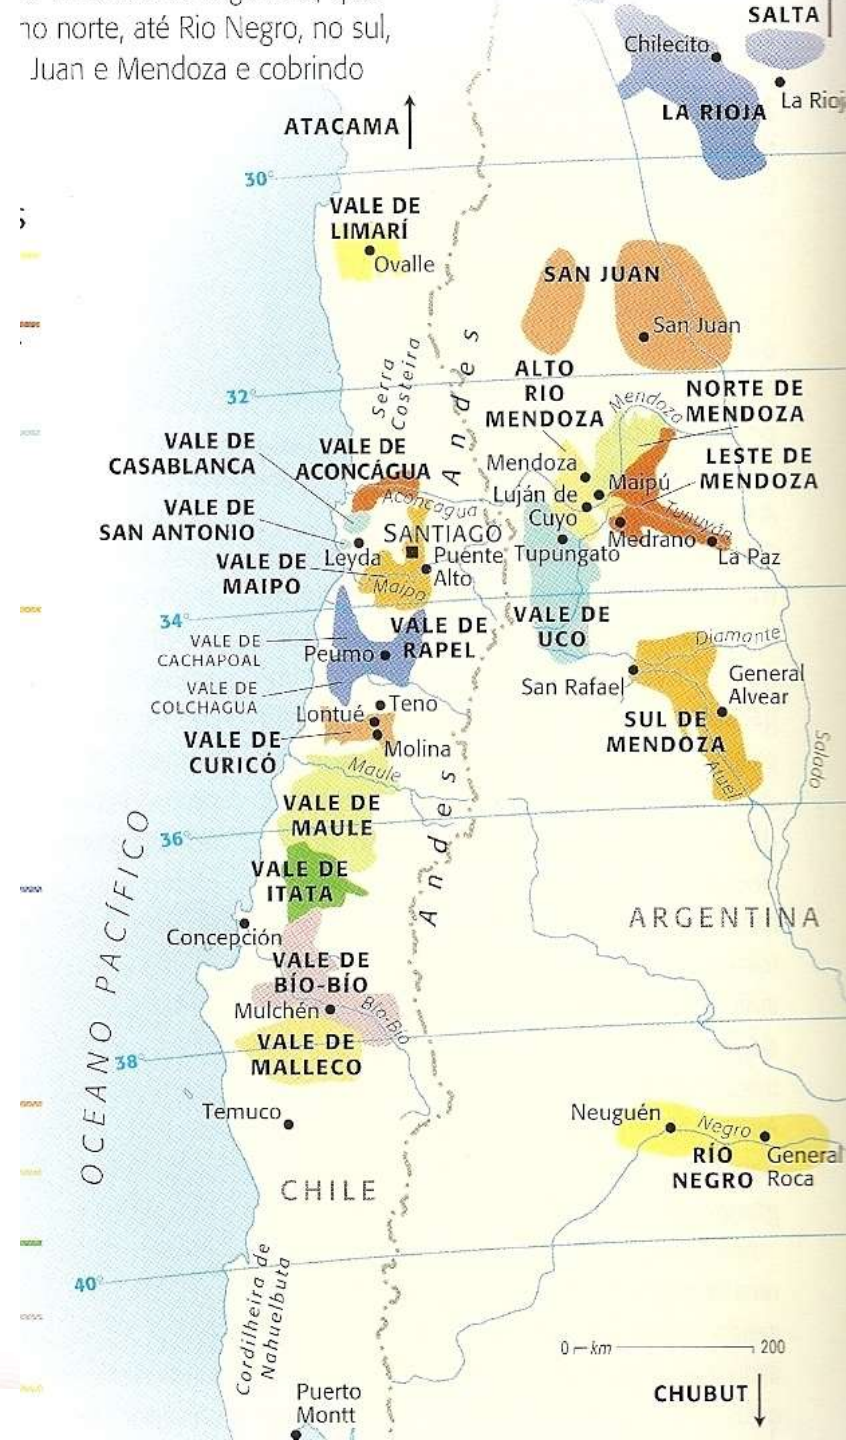 no norte, até Rio Negro, no sul,
Juan e Mendoza e cobrindo
SALTA
Chilecito
La Rioj
LA RIOJA
ATACAMA
30°
VALE DE
LIMARÍ
Ovalle
SAN JUAN
San Juan
Serra
Costeira
Andes
32°
ALTO
RIO
MENDOZA
Mendoza
NORTE DE
MENDOZA
VALE DE
CASABLANCA
VALE DE
ACONCÁGUA
Aconcagua
Mendoza
Maipú
LESTE DE
MENDOZA
Luján de
Cuyo
VALE DE
SAN ANTONIO
SANTIAGO
Leyda
Puente
Alto
Tupungato
Medrano
Tunuyán
La Paz
VALE DE
MAIPO
Maipo
34°
VALE DE
CACHAPOAL
Peumo
VALE DE
RAPEL
VALE DE
UCO
Diamante
VALE DE
COLCHAGUA
San Rafael
General
Alvear
Teno
Lontué
Molina
VALE DE
CURICÓ
SUL DE
MENDOZA
Atuel
Salado
Maule
VALE DE
MAULE
Andes
36°
VALE DE
ITATA
OCEANO PACÍFICO
ARGENTINA
Concepción
VALE DE
BÍO-BÍO
Mulchén
Bío-Bío
VALE DE
MALLECO
38°
Temuco
Neuguén
Negro
RÍO
NEGRO
General
Roca
CHILE
40°
Cordilheira de
Nahuelbuta
0 km 200
CHUBUT
Puerto
Montt